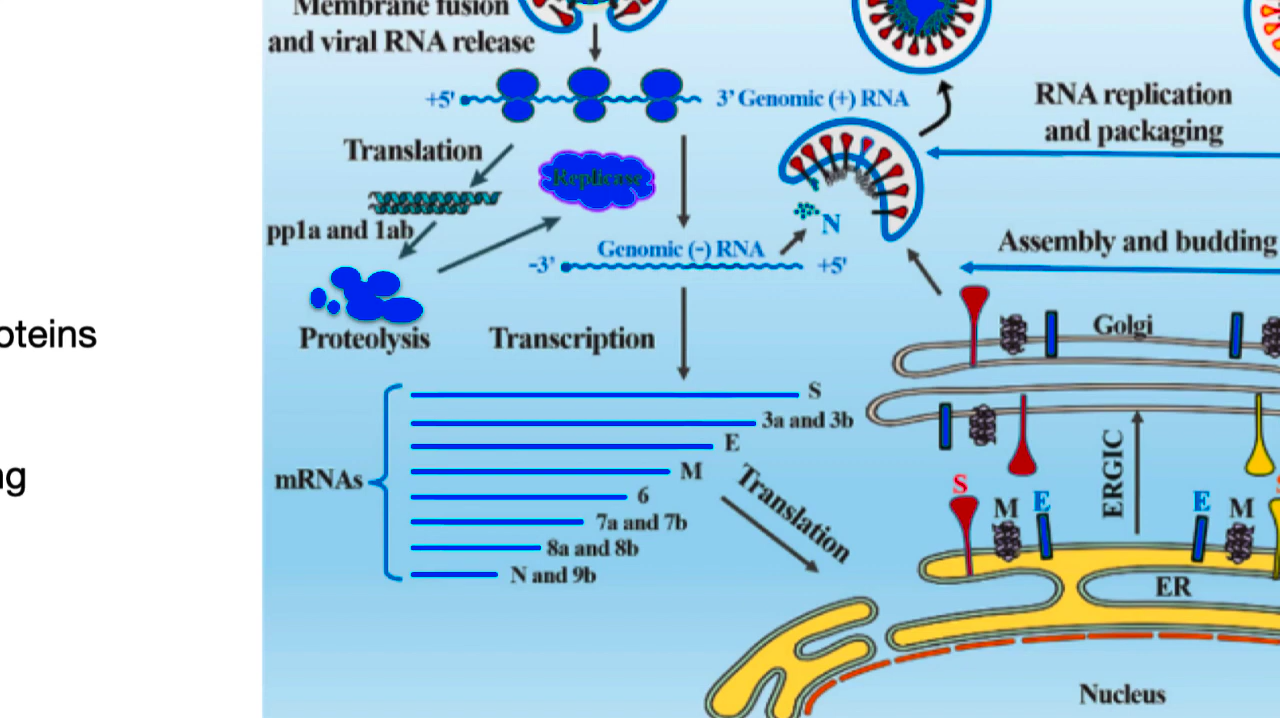 Membrane fusion
and viral RNA release
+5'
3' Genomic (+) RNA
RNA replication
and packaging
Translation
Replicase
pp1a and 1ab
N
Genomic (-) RNA
-3'
+5'
Assembly and budding
oteins
Proteolysis
Transcription
Golgi
S
3a and 3b
E
mRNAs
M
6
7a and 7b
8a and 8b
N and 9b
Translation
ERGIC
S
M
E
E
M
ER
Nucleus
ng